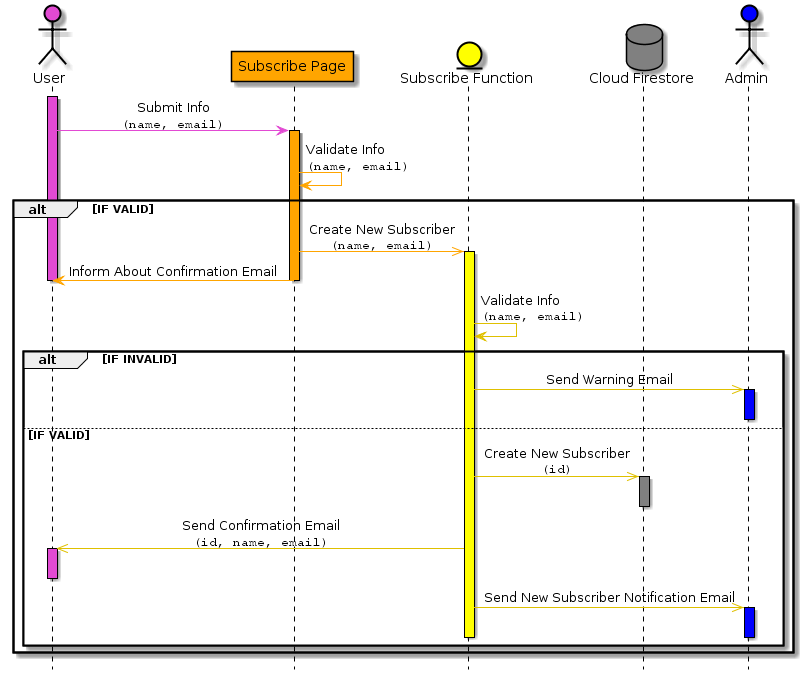 User
Subscribe Page
Subscribe Function
Cloud Firestore
Admin
Submit Info
(name, email)
Validate Info
(name, email)
alt [IF VALID]
Create New Subscriber
(name, email)
Inform About Confirmation Email
Validate Info
(name, email)
alt [IF INVALID]
Send Warning Email
[IF VALID]
Create New Subscriber
(id)
Send Confirmation Email
(id, name, email)
Send New Subscriber Notification Email